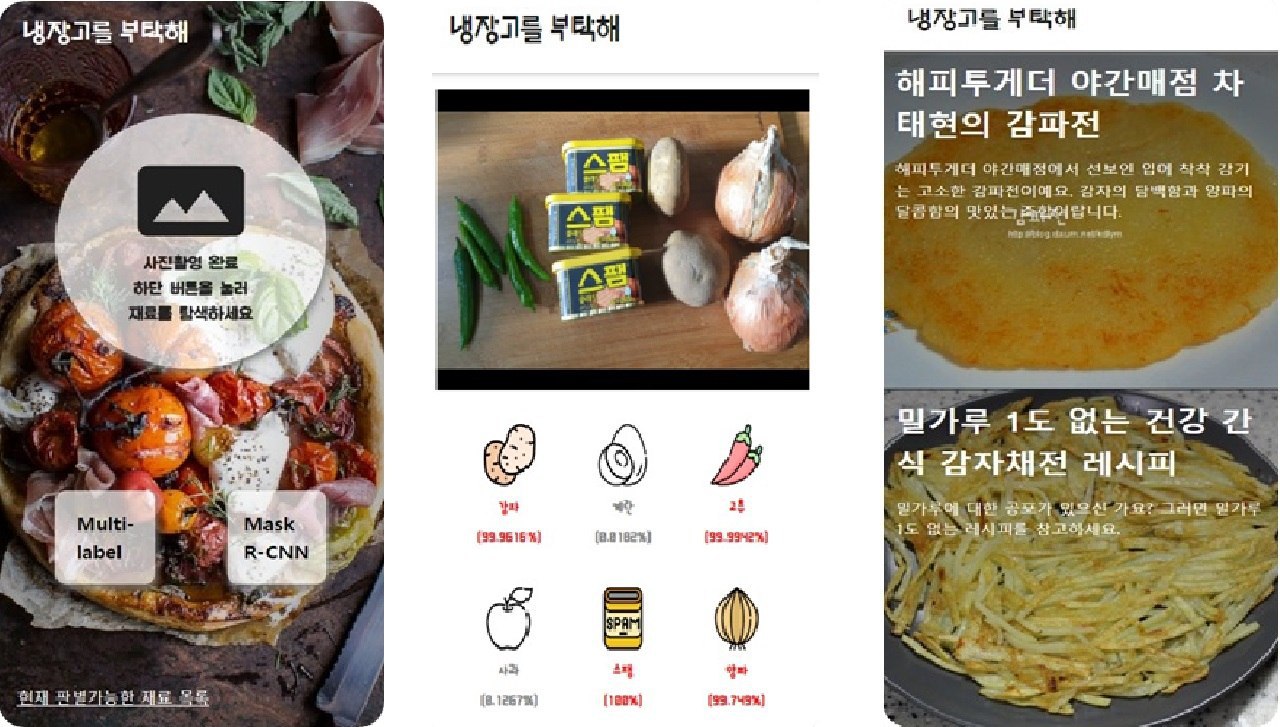 냉장고를 부탁해
사진촬영 완료
하단 버튼을 눌러
재료를 탐색하세요
Multi-
label
Mask
R-CNN
현재 판별가능한 재료 목록
냉장고를 부탁해
스팸
스팸
스팸
감자
계란
고추
(99.9616%)
(0.0182%)
(99.9942%)
SPAM
사과
스팸
양파
(0.1267%)
(100%)
(99.749%)
냉장고를 부탁해
해피투게더 야간매점 차
태현의 감파전
해피투게더 야간매점에서 선보인 입에 착착 감기
는 고소한 감파전이예요. 감자의 담백함과 양파의
달콤함의 맛있는 조합이랍니다.
밀가루 1도 없는 건강 간
식 감자채전 레시피
밀가루에 대한 공포가 있으신 가요? 그러면 밀가루
1도 없는 레시피를 참고하세요.